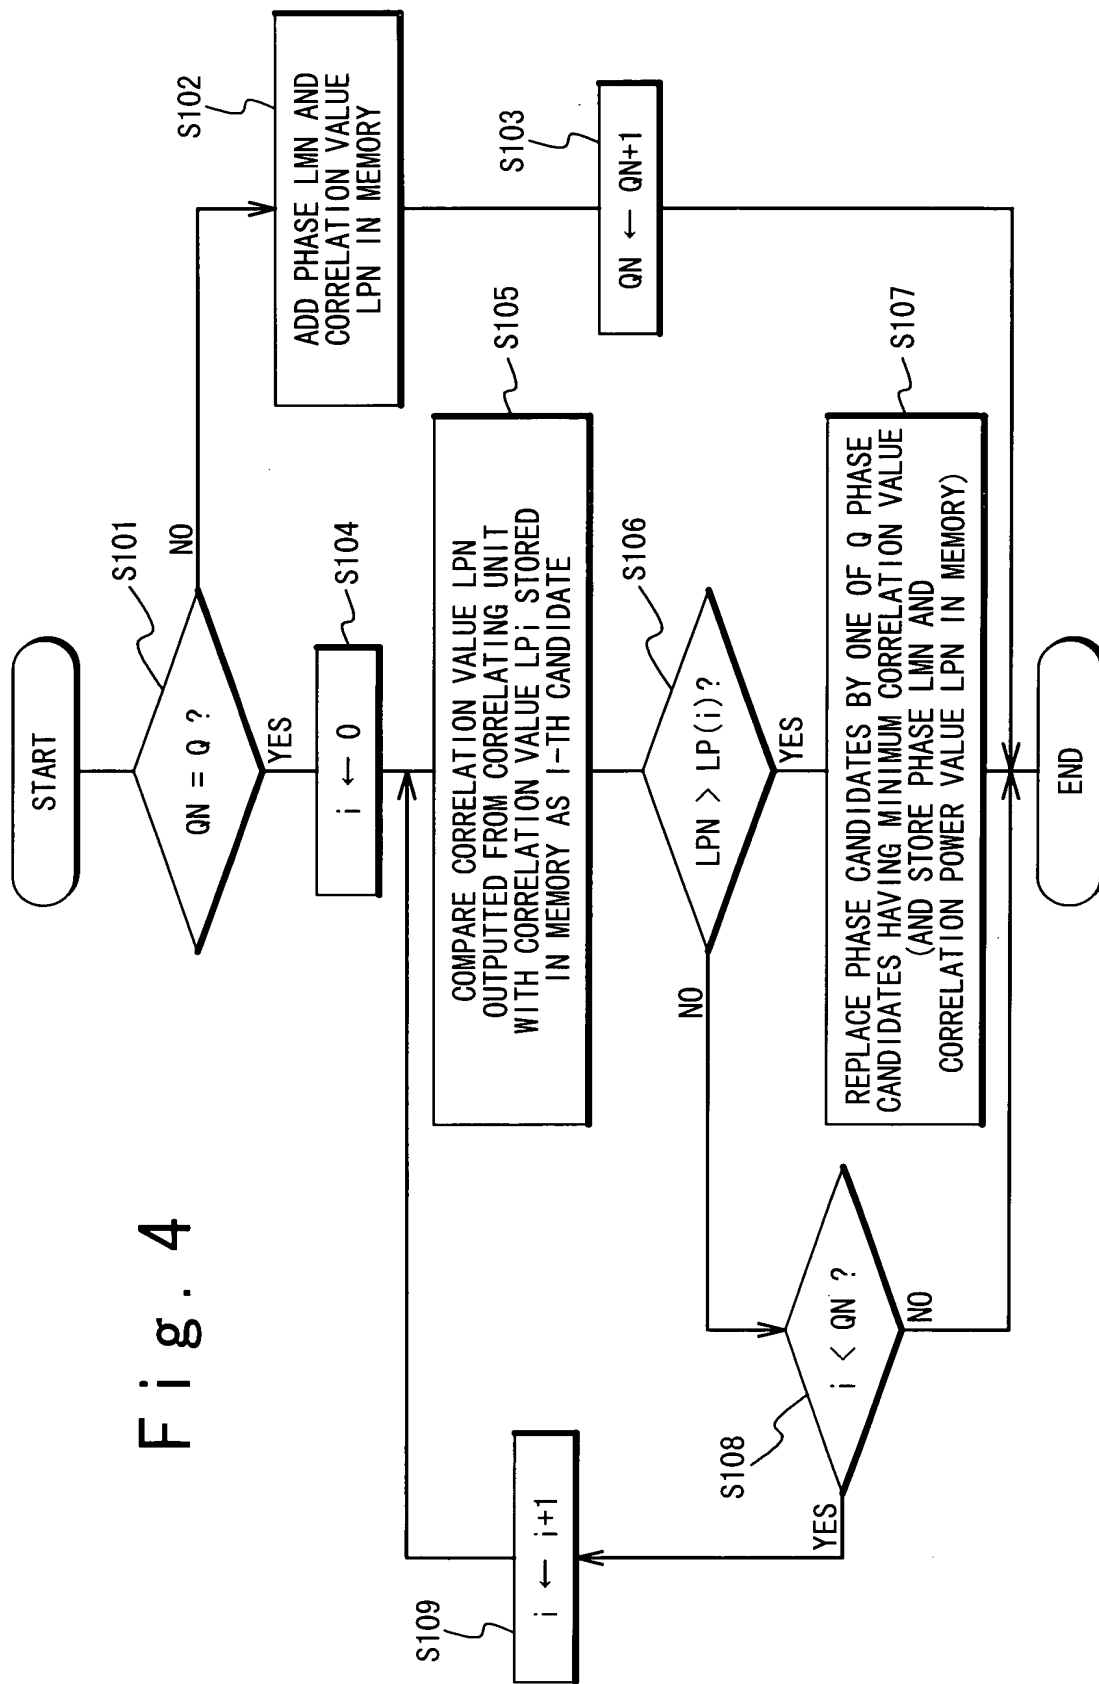 Fig. 4
START
S101
QN = Q ?
NO
YES
S102
ADD PHASE LMN AND
CORRELATION VALUE
LPN IN MEMORY
S103
QN ← QN+1
S104
i ← 0
S105
COMPARE CORRELATION VALUE LPN
OUTPUTTED FROM CORRELATING UNIT
WITH CORRELATION VALUE LPi STORED
IN MEMORY AS I-TH CANDIDATE
S106
LPN > LP(i)?
NO
YES
S107
REPLACE PHASE CANDIDATES BY ONE OF Q PHASE
CANDIDATES HAVING MINIMUM CORRELATION VALUE
(AND STORE PHASE LMN AND
CORRELATION POWER VALUE LPN IN MEMORY)
S108
i < QN ?
YES
NO
S109
i ← i+1
END